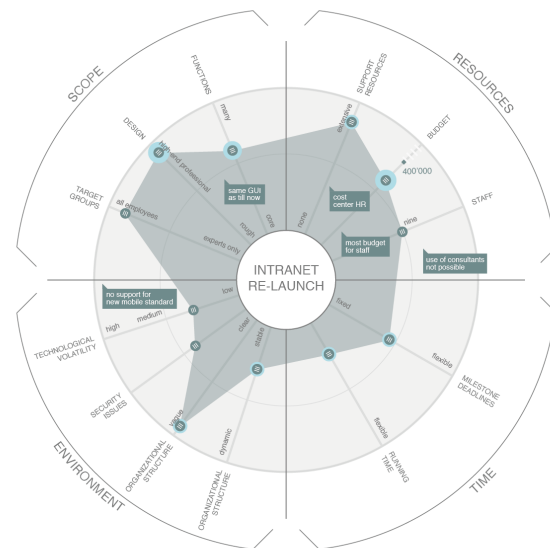 SCOPE
RESOURCES
ENVIRONMENT
TIME
INTRANET
RE-LAUNCH
FUNCTIONS
many
core
same GUI
as till now
DESIGN
high-end professional
rough
TARGET
GROUPS
all employees
experts only
SUPPORT
RESOURCES
extensive
none
BUDGET
400'000
cost
center HR
STAFF
nine
most budget
for staff
use of consultants
not possible
MILESTONE
DEADLINES
flexible
fixed
RUNNING
TIME
flexible
ORGANIZATIONAL
STRUCTURE
dynamic
stable
ORGANIZATIONAL
STRUCTURE
vague
clear
SECURITY
ISSUES
TECHNOLOGICAL
VOLATILITY
high
medium
low
no support for
new mobile standard